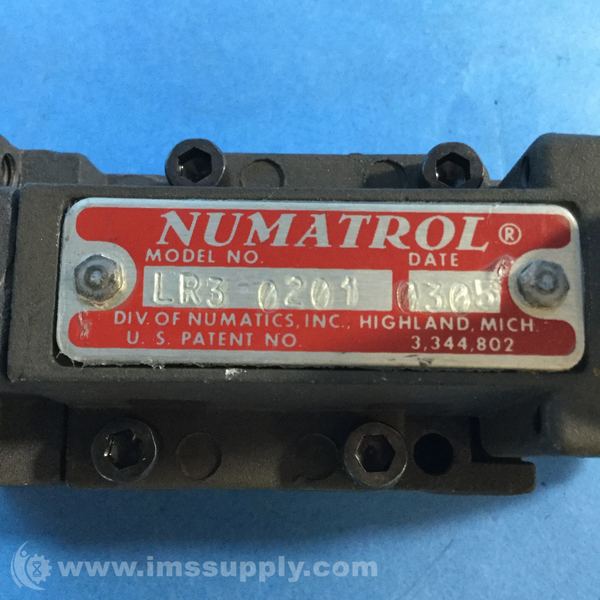 NUMATROL®
MODEL NO. DATE
LR3 0201 0305
DIV. OF NUMATICS, INC., HIGHLAND, MICH.
U. S. PATENT NO. 3,344,802
www.imssupply.com